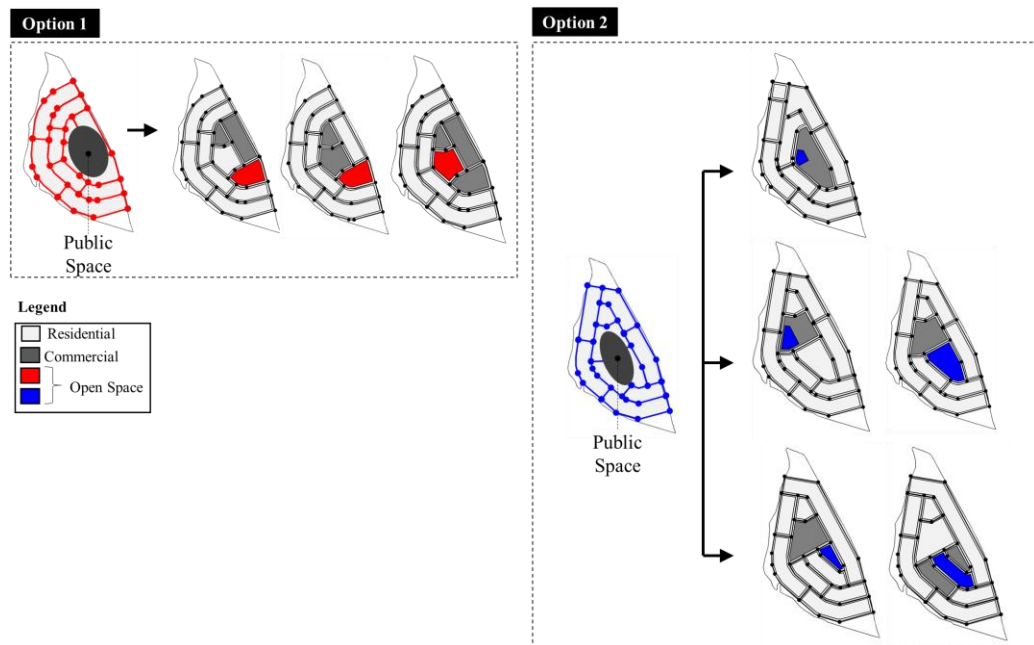 Option 1
Option 2
Public
Space
Legend
Residential
Commercial
Open Space
Public
Space